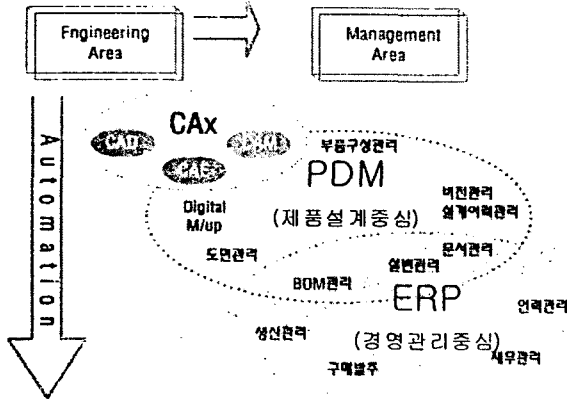 Engineering
Area
Management
Area
Automation
CAx
CAD
CAE
부품구성관리
PDM
버전관리
설계이력관리
Digital
M/up
(제품설계중심)
도면관리
문서관리
설변관리
BOM관리
ERP
인력관리
생산관리
(경영관리중심)
재무관리
구매발주